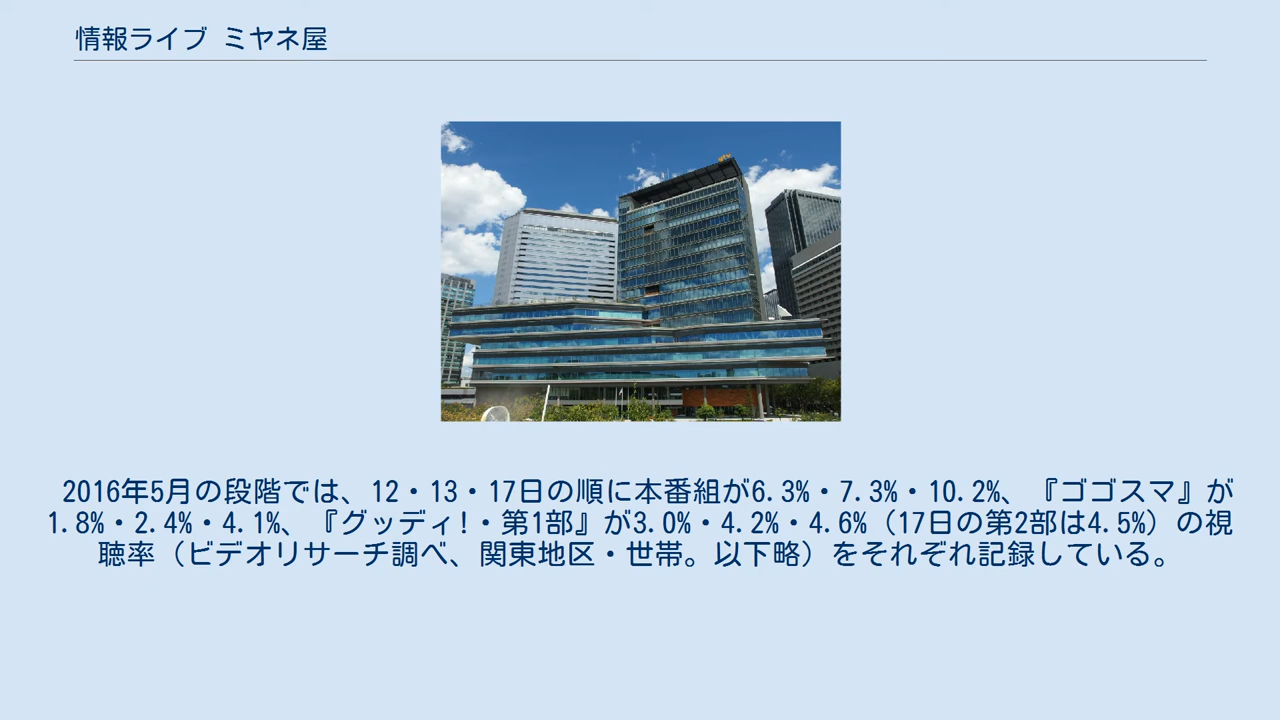 情報ライブ ミヤネ屋
2016年5月の段階では、12・13・17日の順に本番組が6.3%・7.3%・10.2%、『ゴゴスマ』が
1.8%・2.4%・4.1%、『グッディ!・第1部』が3.0%・4.2%・4.6%（17日の第2部は4.5%）の視
聴率（ビデオリサーチ調べ、関東地区・世帯。以下略）をそれぞれ記録している。